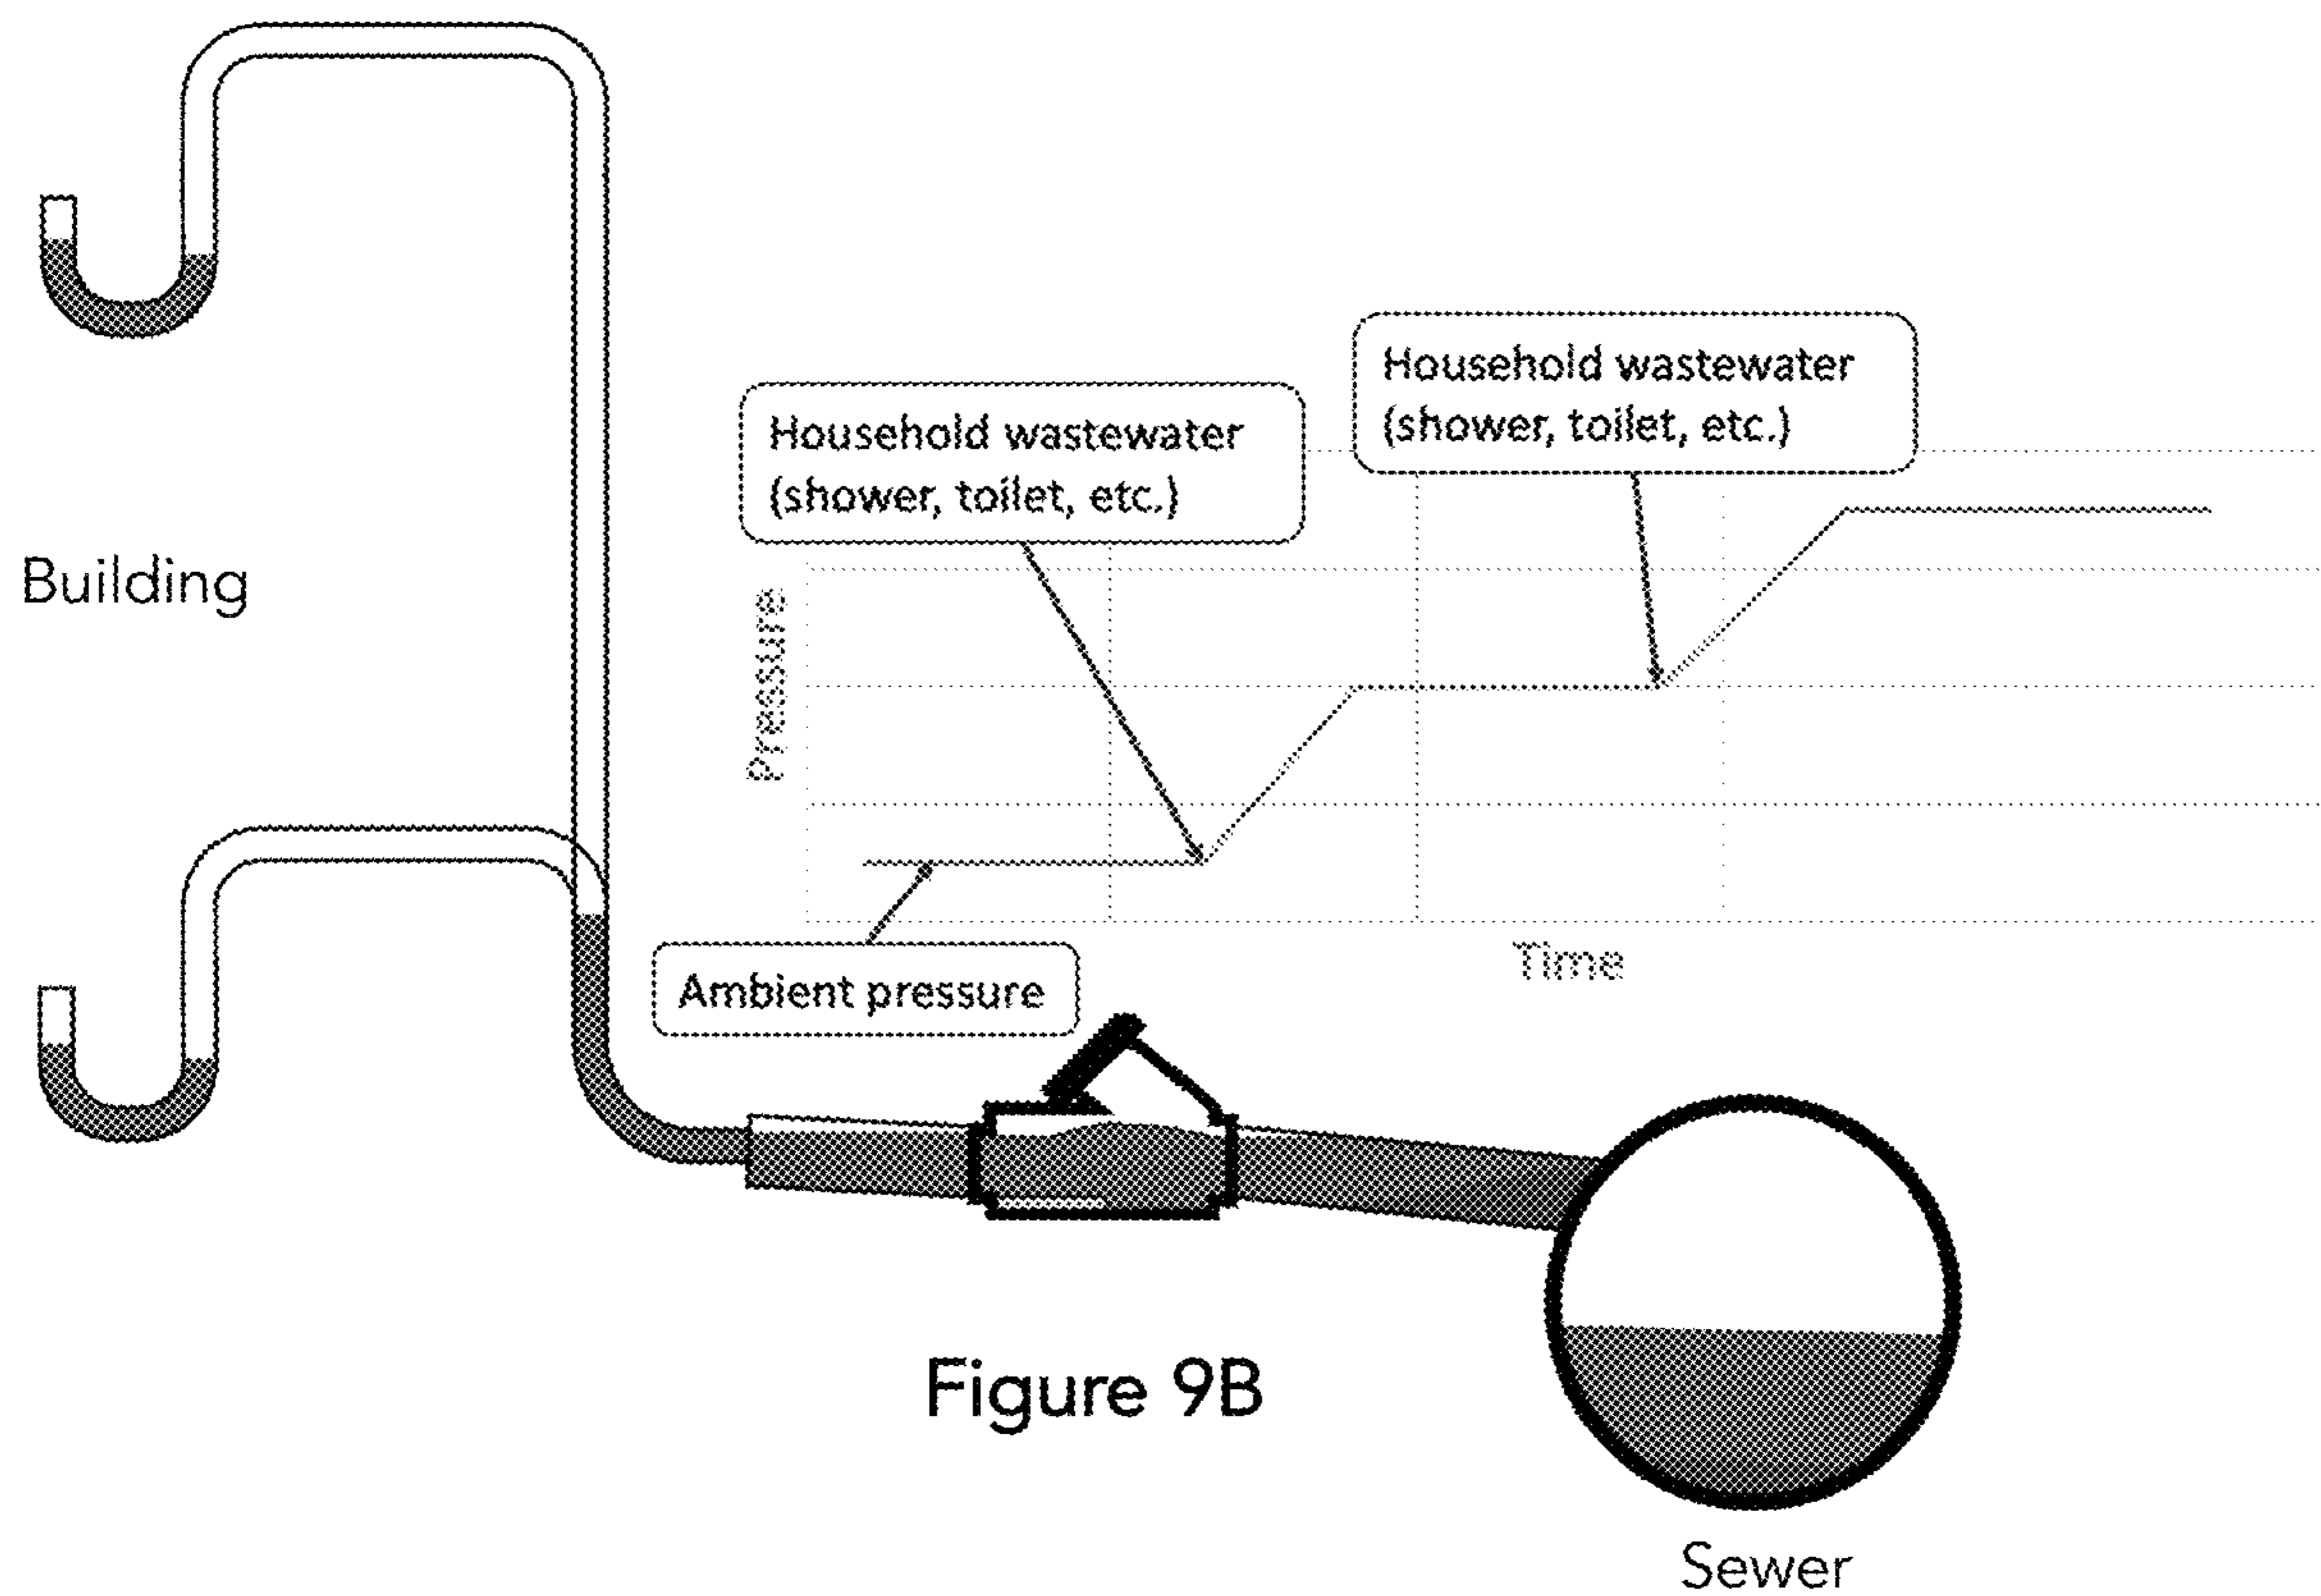 Household wastewater
(shower, toilet, etc.)
Household wastewater
(shower, toilet, etc.)
Building
Pressure
Ambient pressure
Time
Figure 9B
Sewer